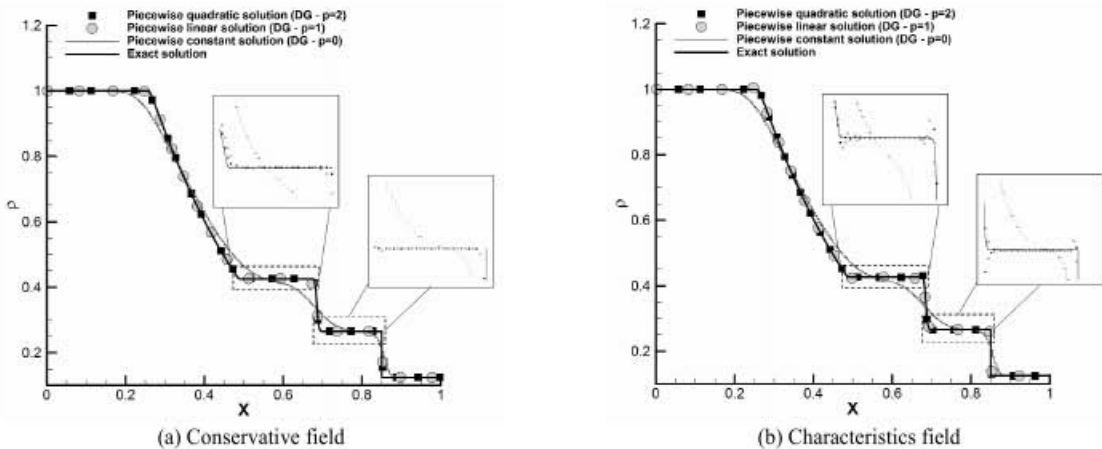 Piecewise quadratic solution (DG - p=2)
Piecewise linear solution (DG - p=1)
Piecewise constant solution (DG - p=0)
Exact solution
1
0.8
0.6
0.4
0.2
ρ
0 0.2 0.4 0.6 0.8 1
X
(a) Conservative field
Piecewise quadratic solution (DG - p=2)
Piecewise linear solution (DG - p=1)
Piecewise constant solution (DG - p=0)
Exact solution
1
0.8
0.6
0.4
0.2
ρ
0 0.2 0.4 0.6 0.8 1
X
(b) Characteristics field